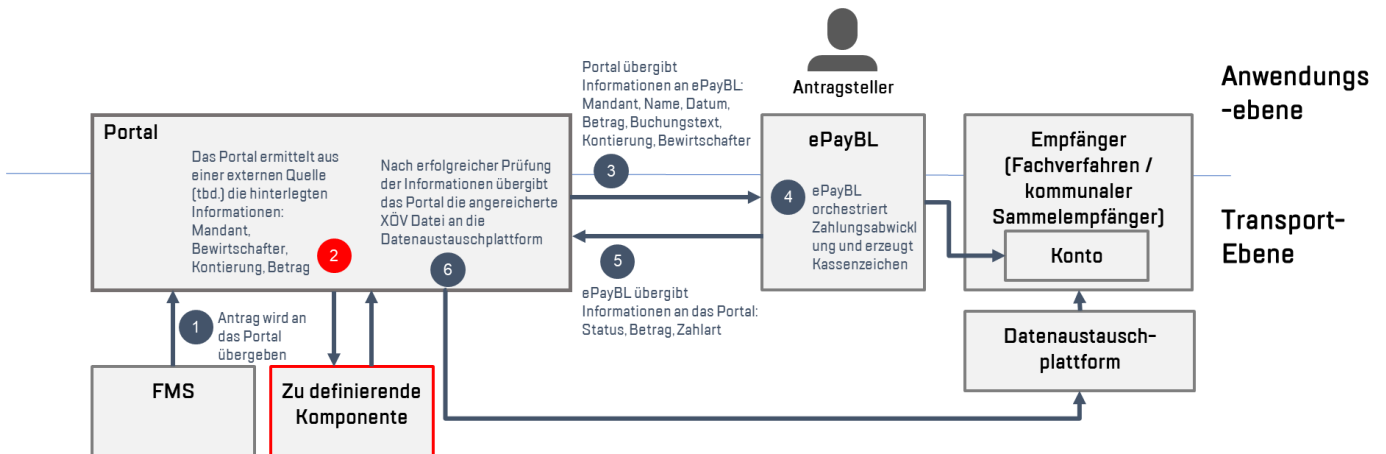 Antragsteller
Anwendungs
-ebene
Transport-
Ebene
Portal
Das Portal ermittelt aus
einer externen Quelle
(tbd.) die hinterlegten
Informationen:
Mandant,
Bewirtschafter,
Kontierung, Betrag
2
Nach erfolgreicher Prüfung
der Informationen übergibt
das Portal die angereicherte
XÖV Datei an die
Datenaustauschplattform
6
Portal übergibt
Informationen an ePayBL:
Mandant, Name, Datum,
Betrag, Buchungstext,
Kontierung, Bewirtschafter
3
5
ePayBL übergibt
Informationen an das Portal:
Status, Betrag, Zahlart
ePayBL
4
ePayBL
orchestriert
Zahlungsabwickl
ung und erzeugt
Kassenzeichen
Empfänger
(Fachverfahren /
kommunaler
Sammelempfänger)
Konto
Datenaustausch-
plattform
1
Antrag wird an
das Portal
übergeben
FMS
Zu definierende
Komponente